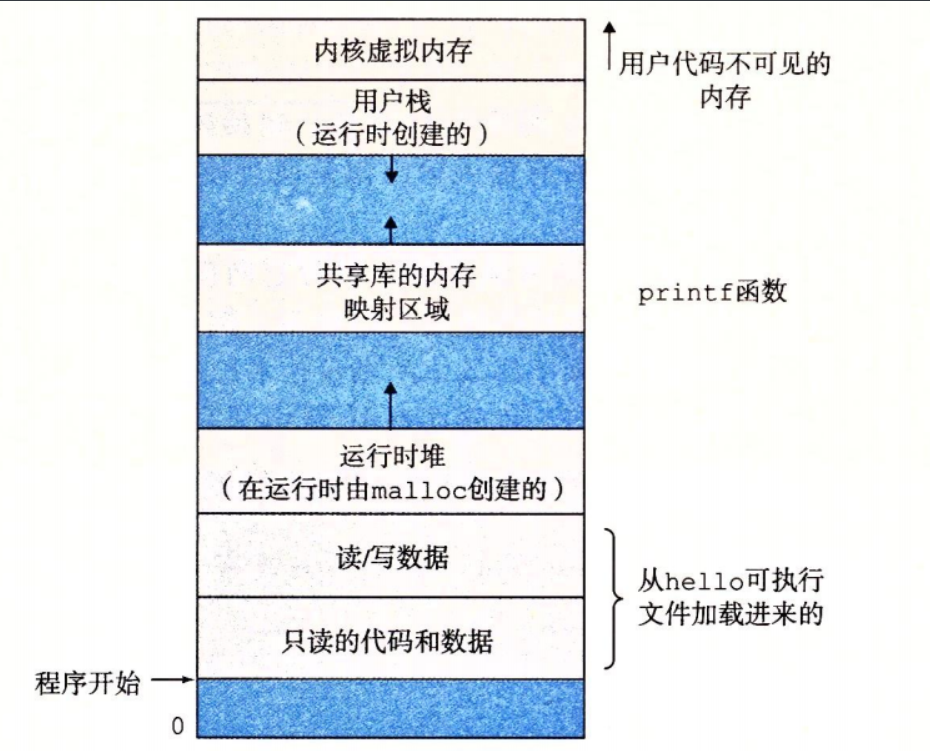 内核虚拟内存
用户代码不可见的
内存
用户栈
(运行时创建的)
共享库的内存
映射区域
printf函数
运行时堆
(在运行时由malloc创建的)
读/写数据
从hello可执行
文件加载进来的
只读的代码和数据
程序开始
0